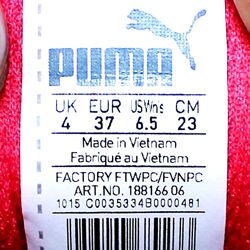 PUMA
UK EUR USWns CM
4 37 6.5 23
Made in Vietnam
Fabriqué au Vietnam
FACTORY FTWPC/FVNPC
ART.NO. 188166 06
1015 C0035334B0000481